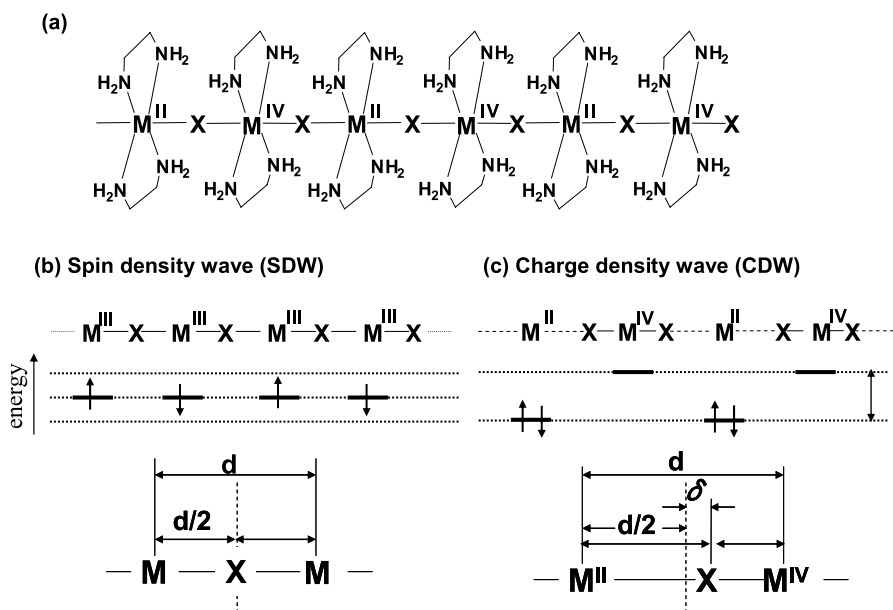 (a)
NH₂ NH₂ NH₂ NH₂ NH₂ NH₂
H₂N H₂N H₂N H₂N H₂N H₂N
II IV II IV II IV
M X M X M X M X M X M X
NH₂ NH₂ NH₂ NH₂ NH₂ NH₂
H₂N H₂N H₂N H₂N H₂N H₂N
(b) Spin density wave (SDW)
III III III III
M X M X M X M X
energy
d
d/2
M X M
(c) Charge density wave (CDW)
II IV II IV
M X M X M X M X
d
δ
d/2
Mᴵᴵ X Mᴵⱽ